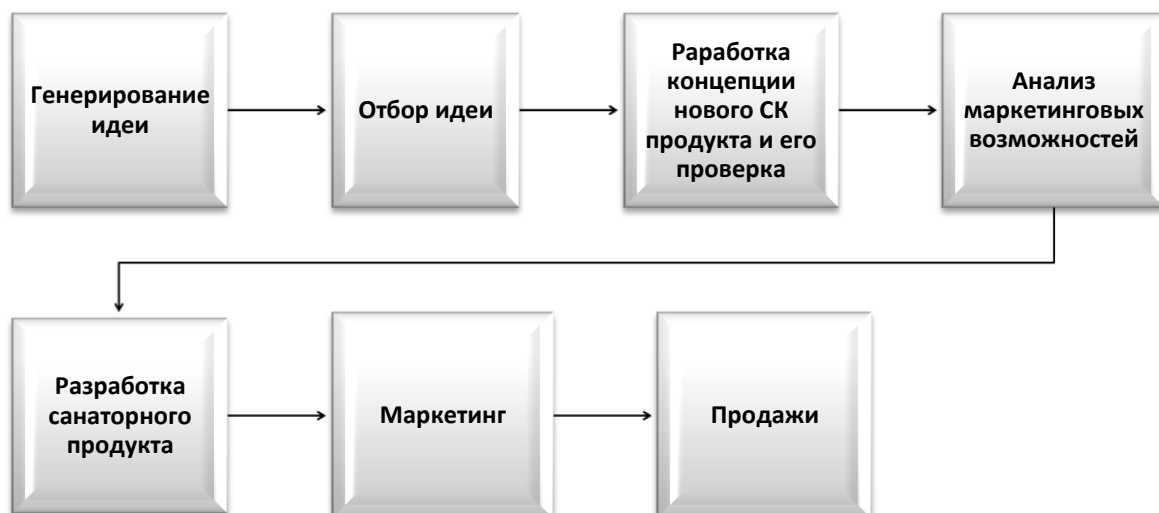 Генерирование
идеи
Отбор идеи
Раработка
концепции
нового СК
продукта и его
проверка
Анализ
маркетинговых
возможностей
Разработка
санаторного
продукта
Маркетинг
Продажи